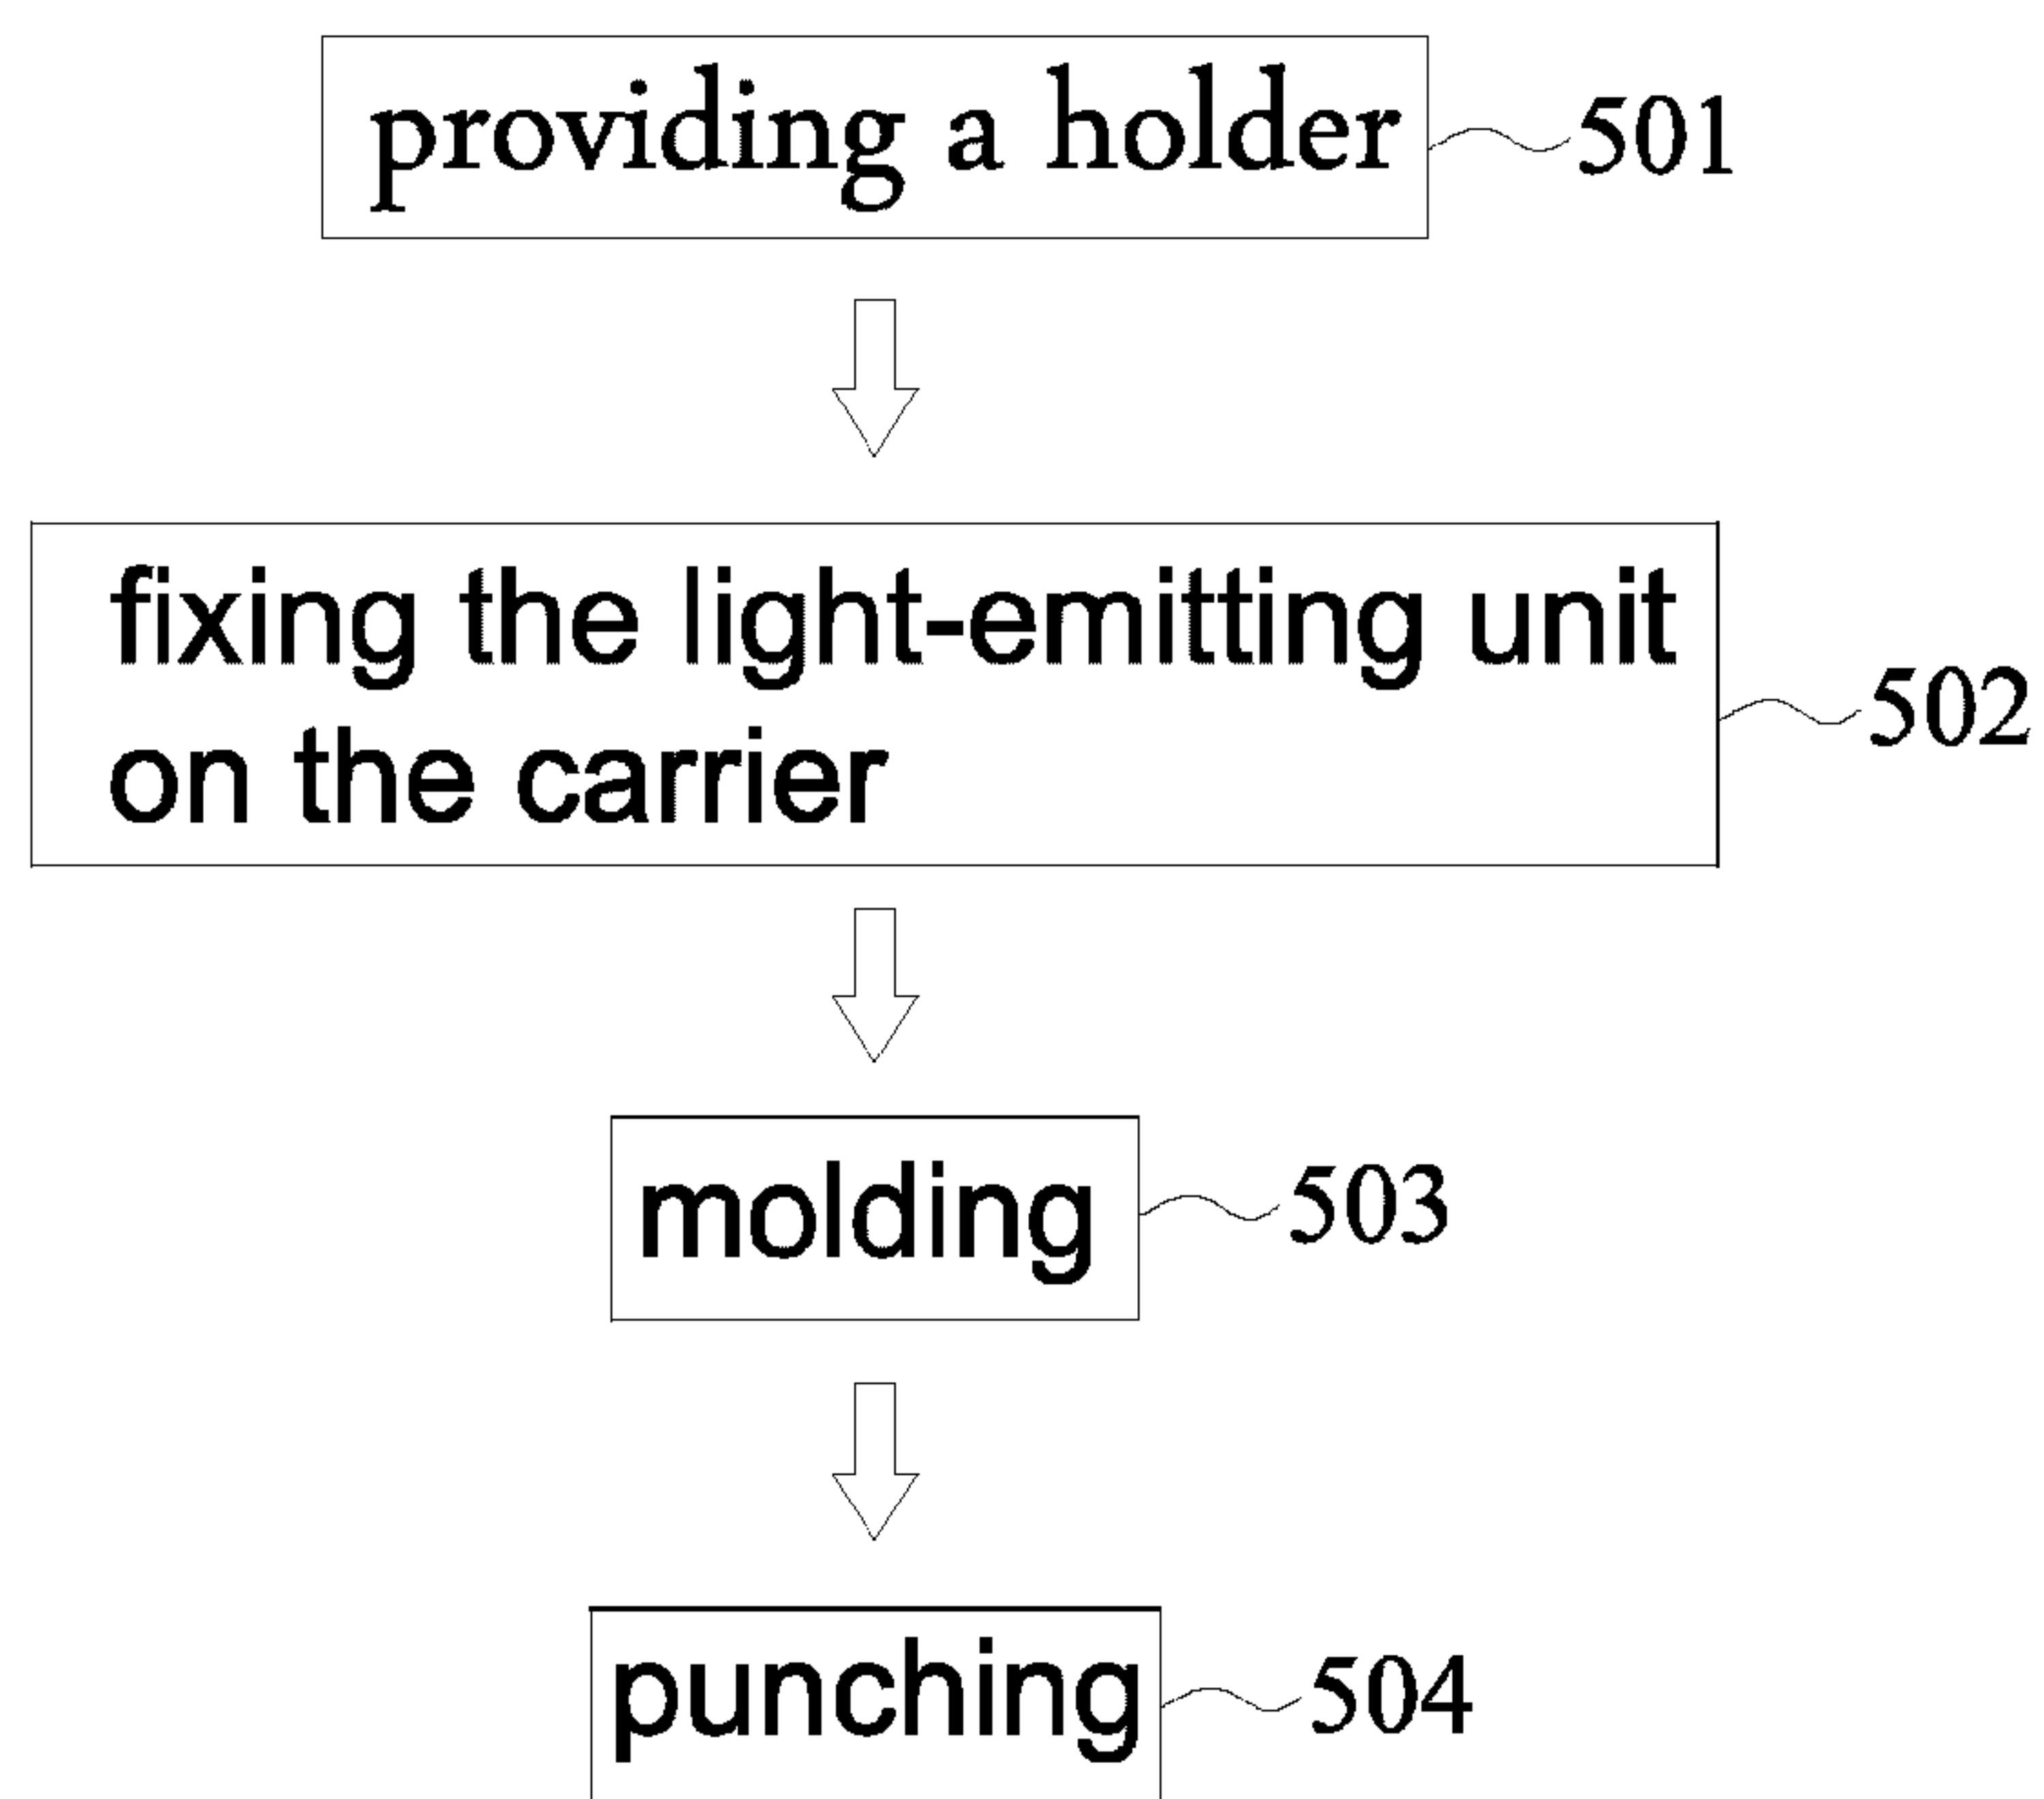 providing a holder 501
fixing the light-emitting unit
on the carrier
502
molding 503
punching 504